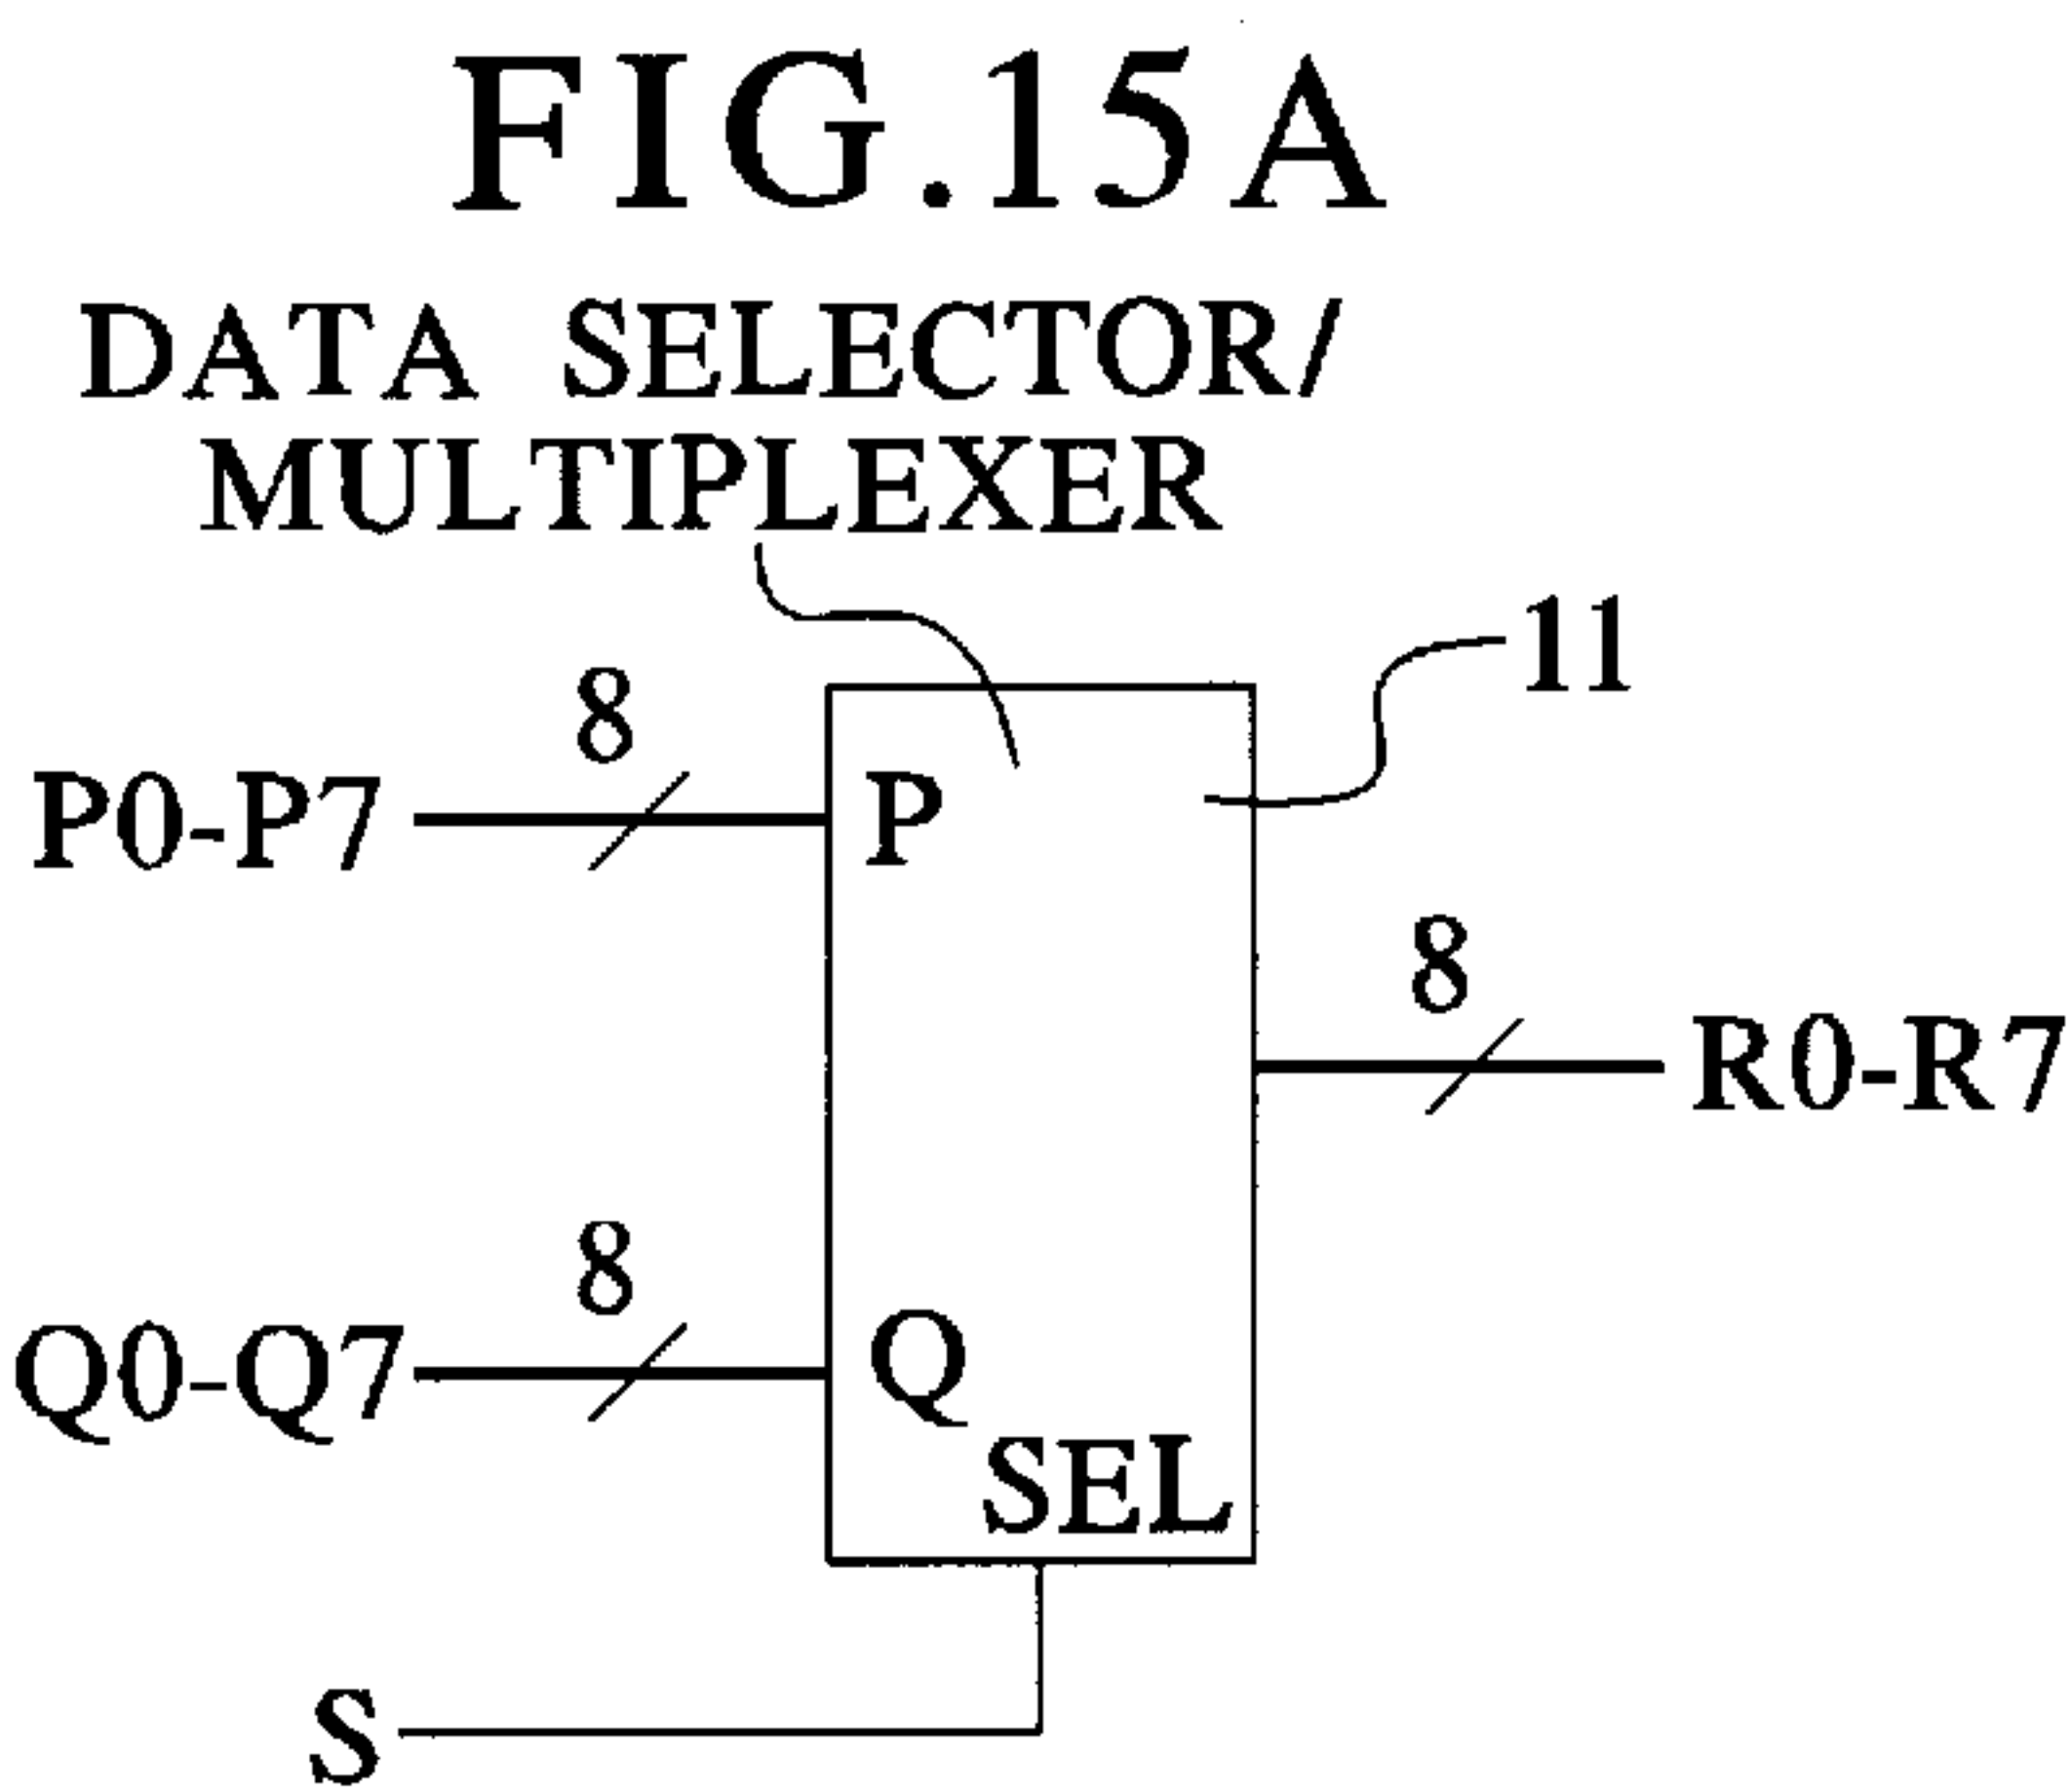 FIG.15A
DATA SELECTOR/
MULTIPLEXER
11
8
P0-P7
P
8
R0-R7
8
Q0-Q7
Q
SEL
S